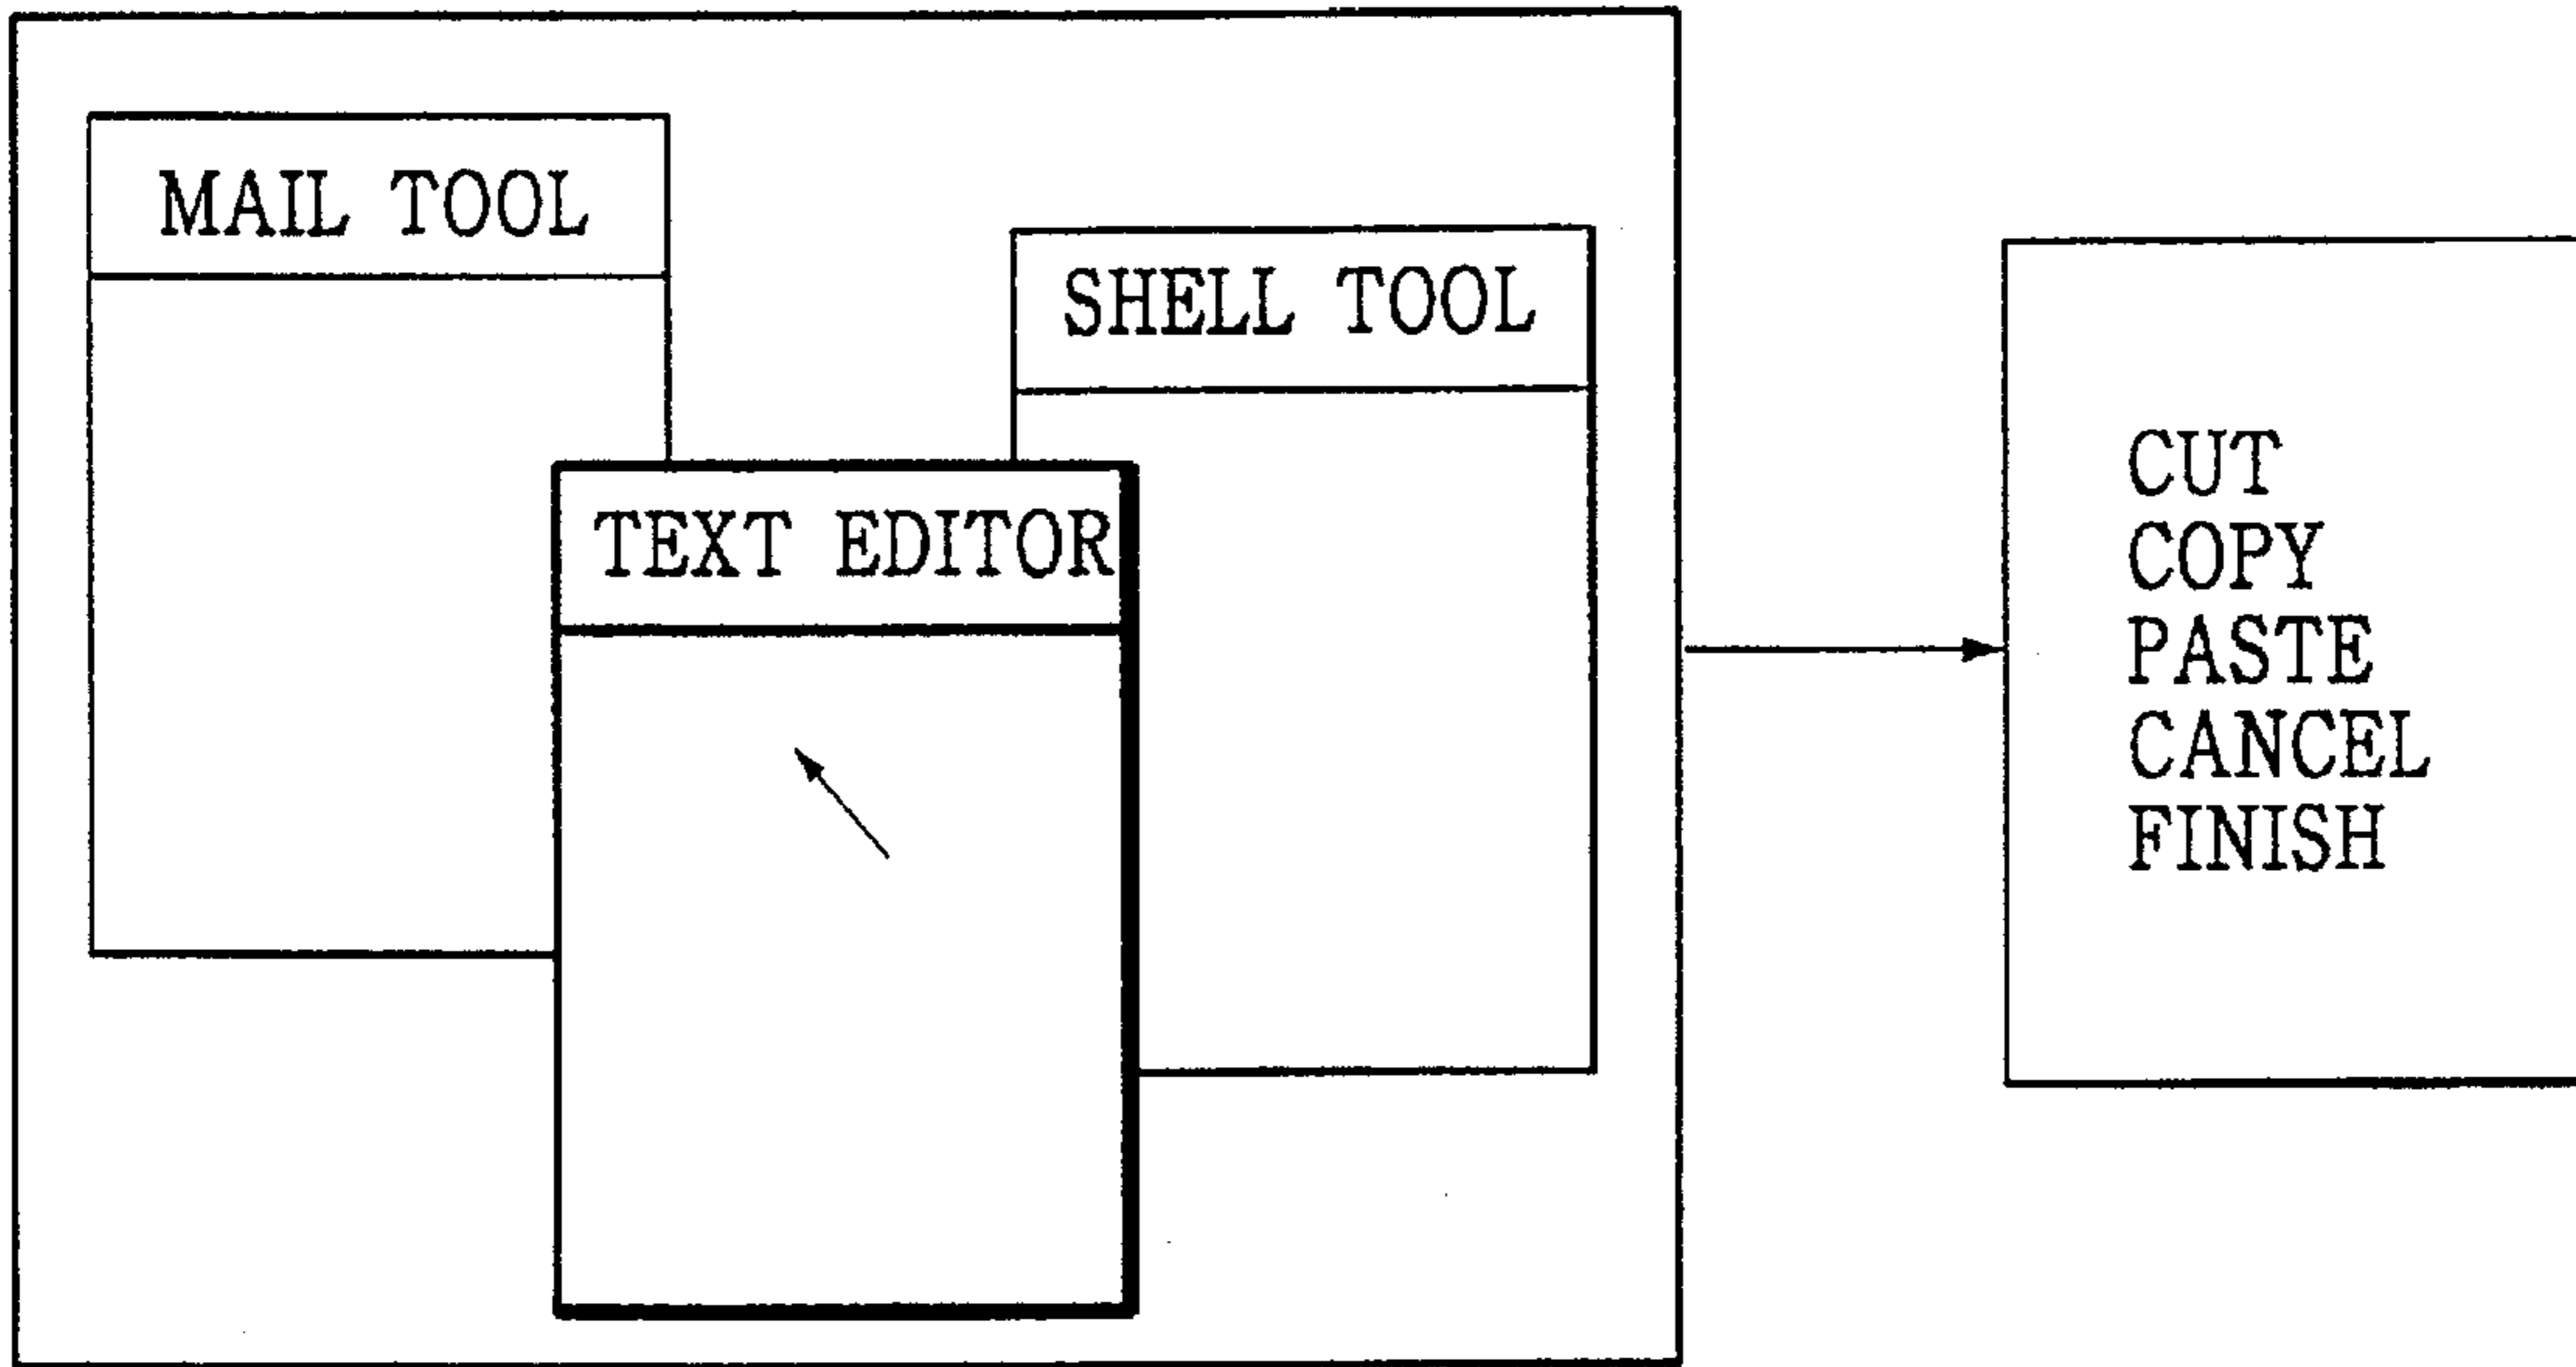 MAIL TOOL
SHELL TOOL
TEXT EDITOR
CUT
COPY
PASTE
CANCEL
FINISH